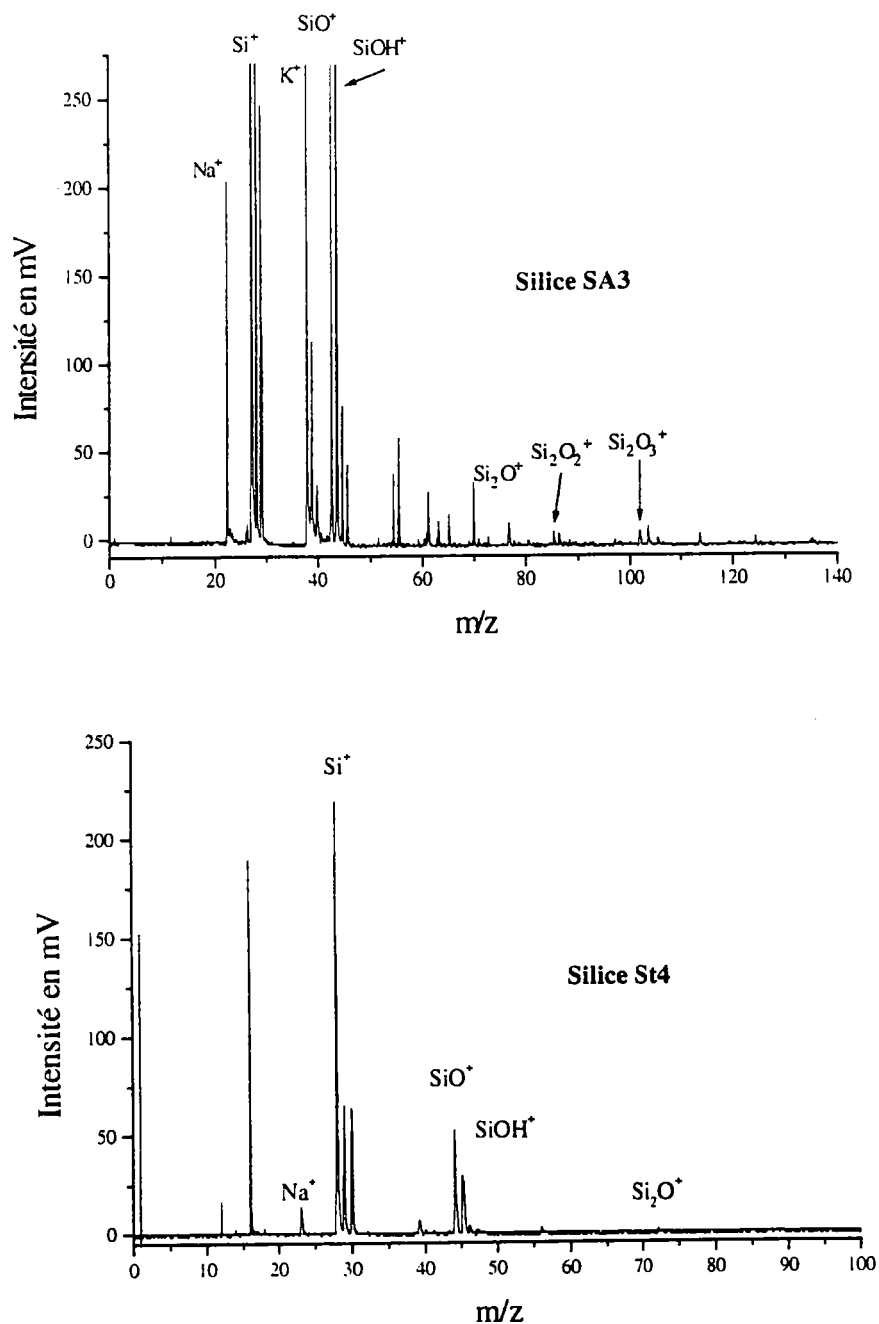 SiO⁺
Si⁺
SiOH⁺
K⁺
Na⁺
250
200
150
100
50
0
Intensité en mV
Silice SA3
Si₂O⁺
Si₂O₂⁺
Si₂O₃⁺
0 20 40 60 80 100 120 140
m/z
250
200
150
100
50
0
Intensité en mV
Si⁺
Silice St4
SiO⁺
SiOH⁺
Na⁺
Si₂O⁺
0 10 20 30 40 50 60 70 80 90 100
m/z